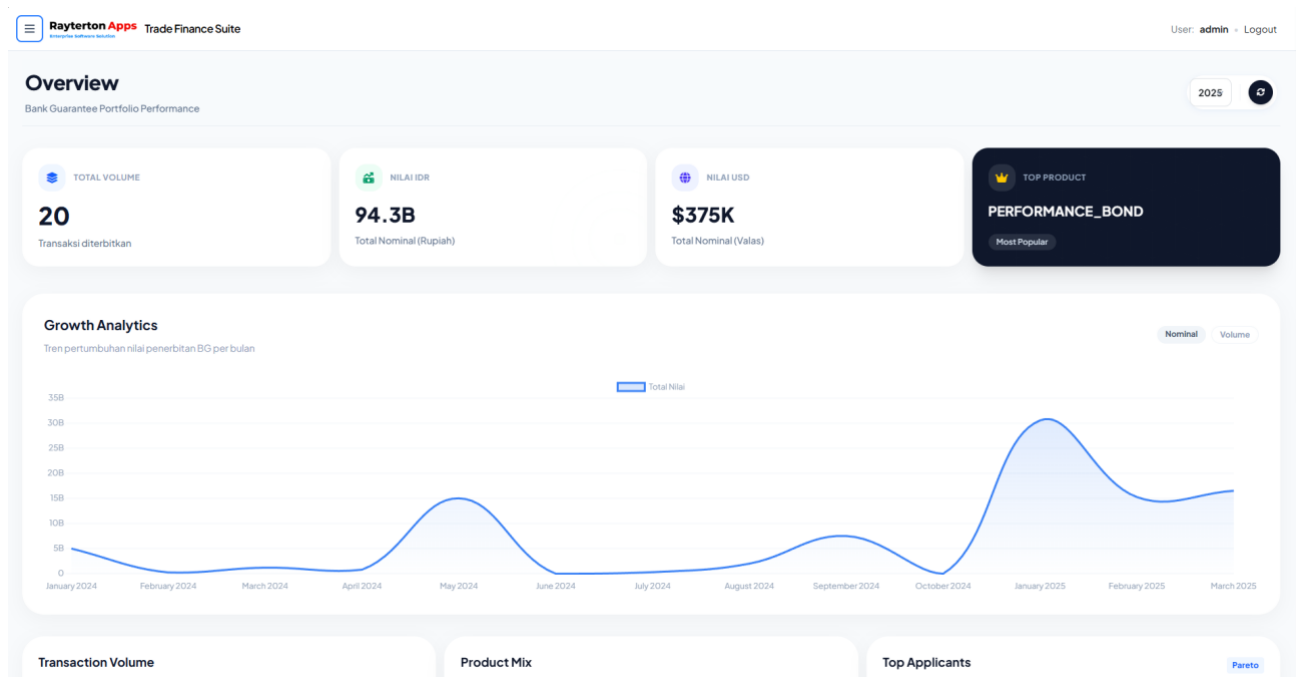 Rayterton Apps
Enterprise Software Solution
Trade Finance Suite
User: admin • Logout
Overview
Bank Guarantee Portfolio Performance
2025
TOTAL VOLUME
20
Transaksi diterbitkan
NILAI IDR
94.3B
Total Nominal (Rupiah)
NILAI USD
$375K
Total Nominal (Valas)
TOP PRODUCT
PERFORMANCE_BOND
Most Popular
Growth Analytics
Tren pertumbuhan nilai penerbitan BG per bulan
Nominal
Volume
Total Nilai
35B
30B
25B
20B
15B
10B
5B
0
January 2024 February 2024 March 2024 April 2024 May 2024 June 2024 July 2024 August 2024 September 2024 October 2024 January 2025 February 2025 March 2025
Transaction Volume
Product Mix
Top Applicants
Pareto